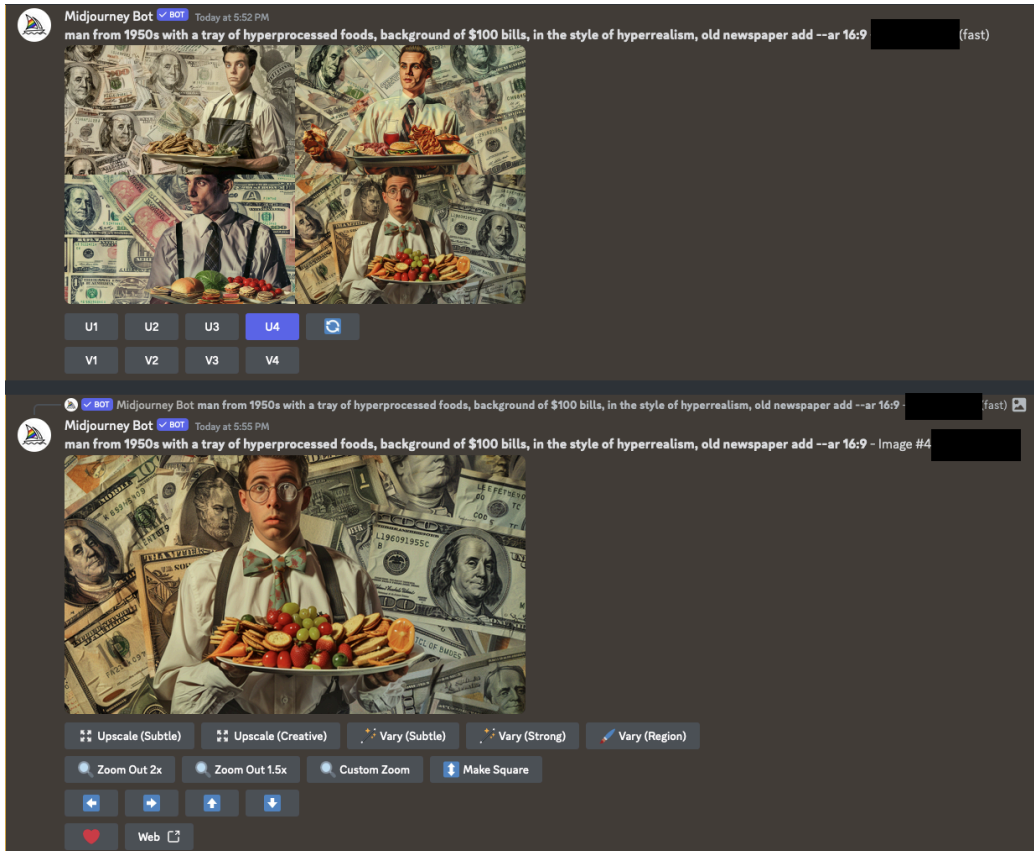 Midjourney Bot ✓ BOT Today at 5:52 PM
man from 1950s with a tray of hyperprocessed foods, background of $100 bills, in the style of hyperrealism, old newspaper add --ar 16:9 - (fast)
U1 U2 U3 U4
V1 V2 V3 V4
✓ BOT Midjourney Bot man from 1950s with a tray of hyperprocessed foods, background of $100 bills, in the style of hyperrealism, old newspaper add --ar 16:9 - (fast)
Midjourney Bot ✓ BOT Today at 5:55 PM
man from 1950s with a tray of hyperprocessed foods, background of $100 bills, in the style of hyperrealism, old newspaper add --ar 16:9 - Image #4
L196091955C
Upscale (Subtle) Upscale (Creative) Vary (Subtle) Vary (Strong) Vary (Region)
Zoom Out 2x Zoom Out 1.5x Custom Zoom Make Square
Web